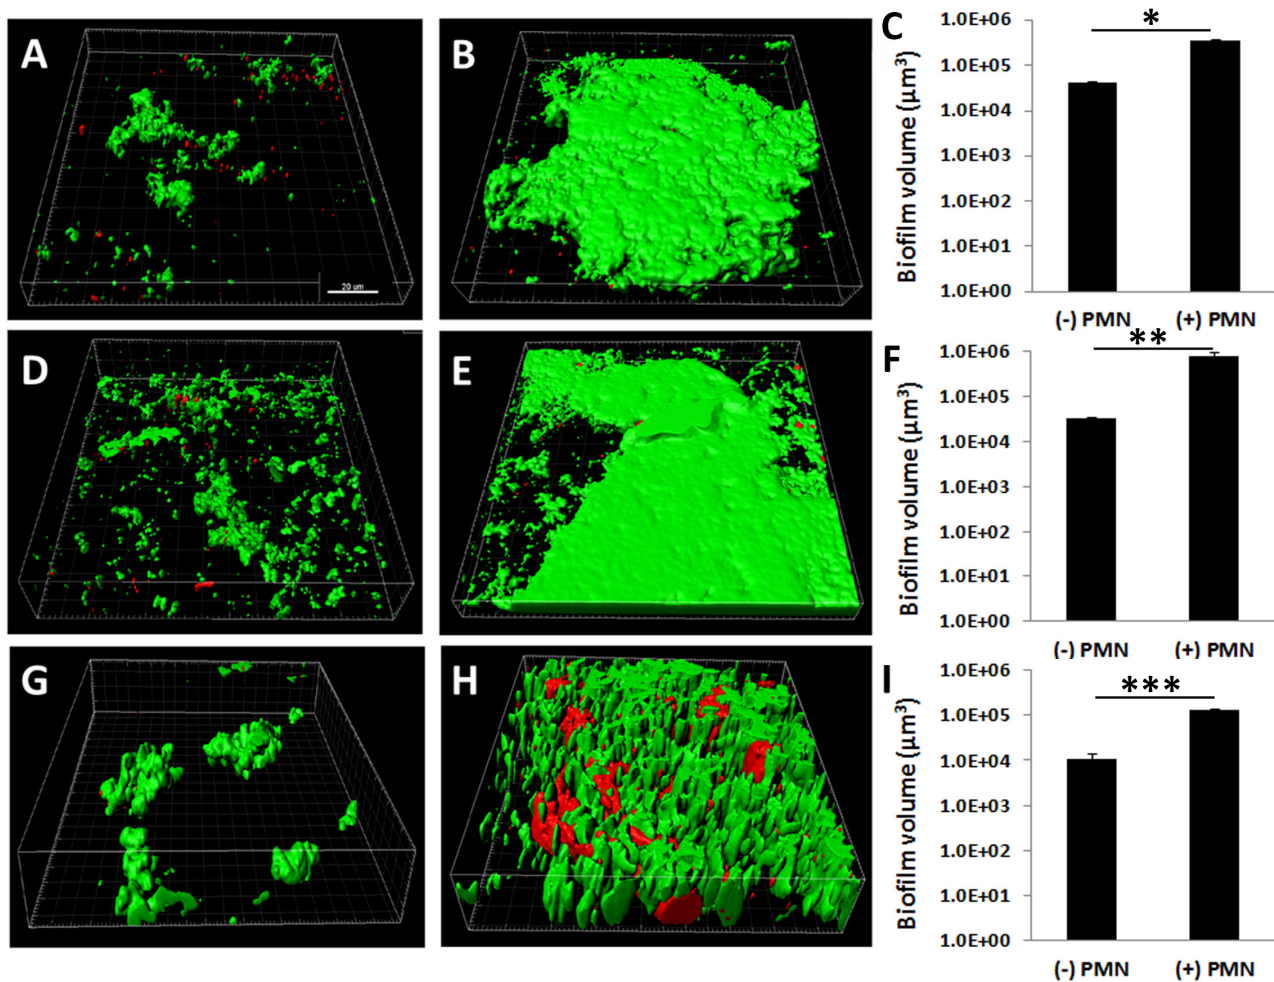 A
20 um
B
C
*
Biofilm volume (µm³)
1.0E+06
1.0E+05
1.0E+04
1.0E+03
1.0E+02
1.0E+01
1.0E+00
(-) PMN
(+) PMN
D
E
F
**
Biofilm volume (µm³)
1.0E+06
1.0E+05
1.0E+04
1.0E+03
1.0E+02
1.0E+01
1.0E+00
(-) PMN
(+) PMN
G
H
I
***
Biofilm volume (µm³)
1.0E+06
1.0E+05
1.0E+04
1.0E+03
1.0E+02
1.0E+01
1.0E+00
(-) PMN
(+) PMN